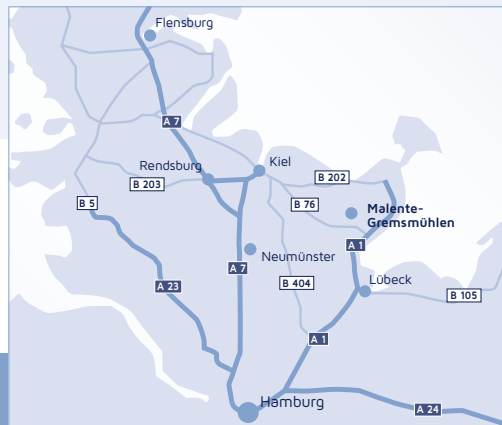 Flensburg
A 7
Kiel
Rendsburg
B 202
B 203
B 5
B 76
Malente-
Gremsmühlen
A 1
Neumünster
A 7
Lübeck
A 23
B 404
B 105
A 1
Hamburg
A 24